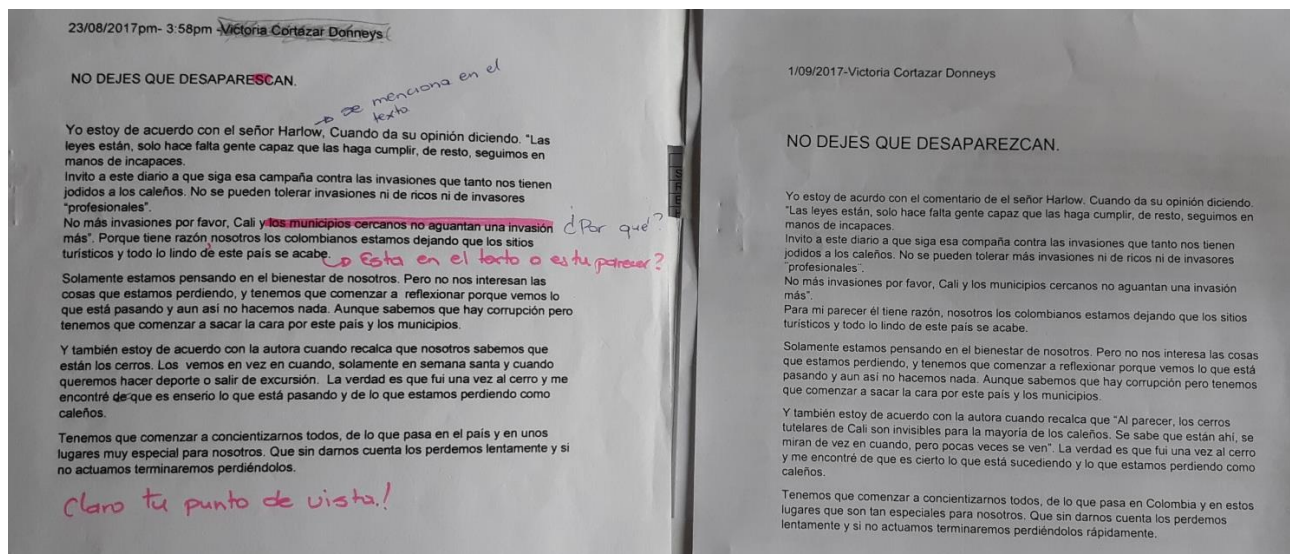 23/08/2017pm- 3:58pm -Victoria Cortázar Donneys
NO DEJES QUE DESAPARESCAN.
se menciona en el
texto
Yo estoy de acuerdo con el señor Harlow, Cuando da su opinión diciendo. "Las
leyes están, solo hace falta gente capaz que las haga cumplir, de resto, seguimos en
manos de incapaces.
Invito a este diario a que siga esa campaña contra las invasiones que tanto nos tienen
jodidos a los caleños. No se pueden tolerar invasiones ni de ricos ni de invasores
"profesionales".
No más invasiones por favor, Cali y los municipios cercanos no aguantan una invasión ¿Por qué?
más". Porque tiene razón nosotros los colombianos estamos dejando que los sitios
turísticos y todo lo lindo de este país se acabe. Esta en el texto o es tu parecer?
Solamente estamos pensando en el bienestar de nosotros. Pero no nos interesan las
cosas que estamos perdiendo, y tenemos que comenzar a reflexionar porque vemos lo
que está pasando y aun así no hacemos nada. Aunque sabemos que hay corrupción pero
tenemos que comenzar a sacar la cara por este país y los municipios.
Y también estoy de acuerdo con la autora cuando recalca que nosotros sabemos que
están los cerros. Los vemos en vez en cuando, solamente en semana santa y cuando
queremos hacer deporte o salir de excursión. La verdad es que fui una vez al cerro y me
encontré de que es enserio lo que está pasando y de lo que estamos perdiendo como
caleños.
Tenemos que comenzar a concientizarnos todos, de lo que pasa en el país y en unos
lugares muy especial para nosotros. Que sin darnos cuenta los perdemos lentamente y si
no actuamos terminaremos perdiéndolos.
Claro tu punto de vista!
1/09/2017-Victoria Cortazar Donneys
NO DEJES QUE DESAPAREZCAN.
Yo estoy de acurdo con el comentario de el señor Harlow. Cuando da su opinión diciendo.
"Las leyes están, solo hace falta gente capaz que las haga cumplir, de resto, seguimos en
manos de incapaces.
Invito a este diario a que siga esa compaña contra las invasiones que tanto nos tienen
jodidos a los caleños. No se pueden tolerar más invasiones ni de ricos ni de invasores
"profesionales".
No más invasiones por favor, Cali y los municipios cercanos no aguantan una invasión
más".
Para mi parecer él tiene razón, nosotros los colombianos estamos dejando que los sitios
turísticos y todo lo lindo de este país se acabe.
Solamente estamos pensando en el bienestar de nosotros. Pero no nos interesa las cosas
que estamos perdiendo, y tenemos que comenzar a reflexionar porque vemos lo que está
pasando y aun así no hacemos nada. Aunque sabemos que hay corrupción pero tenemos
que comenzar a sacar la cara por este país y los municipios.
Y también estoy de acuerdo con la autora cuando recalca que "Al parecer, los cerros
tutelares de Cali son invisibles para la mayoría de los caleños. Se sabe que están ahí, se
miran de vez en cuando, pero pocas veces se ven". La verdad es que fui una vez al cerro
y me encontré de que es cierto lo que está sucediendo y lo que estamos perdiendo como
caleños.
Tenemos que comenzar a concientizarnos todos, de lo que pasa en Colombia y en estos
lugares que son tan especiales para nosotros. Que sin darnos cuenta los perdemos
lentamente y si no actuamos terminaremos perdiéndolos rápidamente.